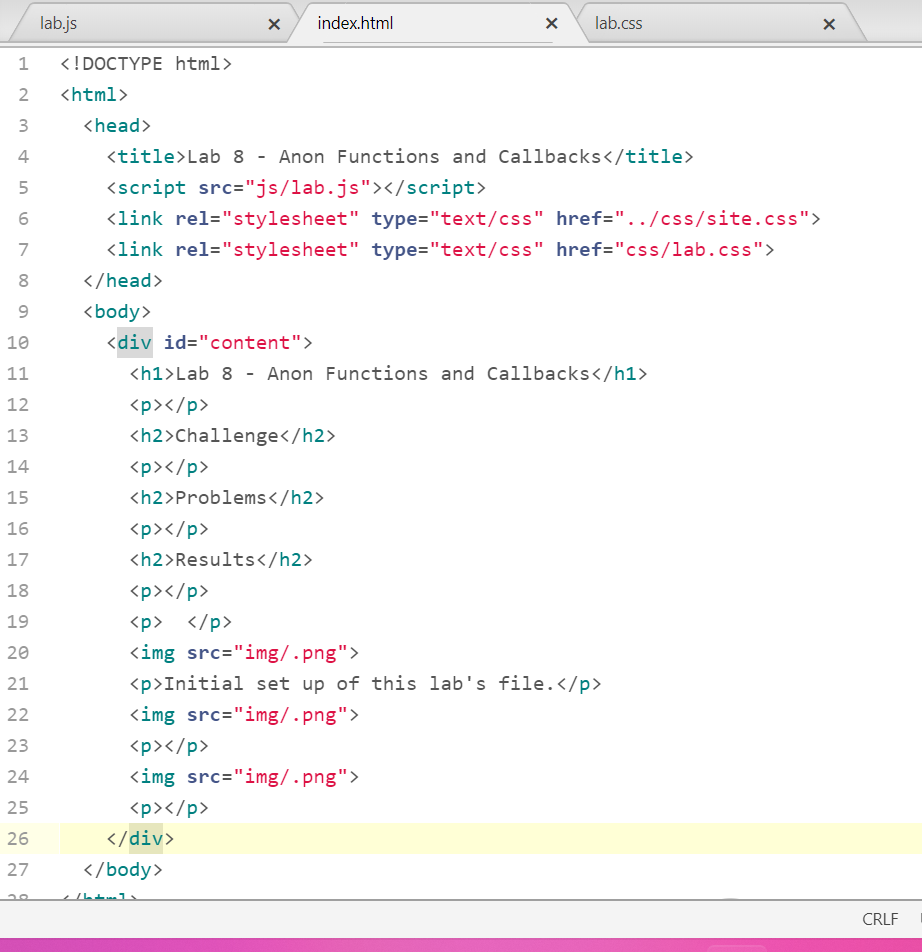 lab.js × index.html × lab.css ×
1 <!DOCTYPE html>
2 <html>
3   <head>
4     <title>Lab 8 - Anon Functions and Callbacks</title>
5     <script src="js/lab.js"></script>
6     <link rel="stylesheet" type="text/css" href="../css/site.css">
7     <link rel="stylesheet" type="text/css" href="css/lab.css">
8   </head>
9   <body>
10     <div id="content">
11       <h1>Lab 8 - Anon Functions and Callbacks</h1>
12       <p></p>
13       <h2>Challenge</h2>
14       <p></p>
15       <h2>Problems</h2>
16       <p></p>
17       <h2>Results</h2>
18       <p></p>
19       <p>  </p>
20       <img src="img/.png">
21       <p>Initial set up of this lab's file.</p>
22       <img src="img/.png">
23       <p></p>
24       <img src="img/.png">
25       <p></p>
26     </div>
27   </body>
28 </html>
CRLF